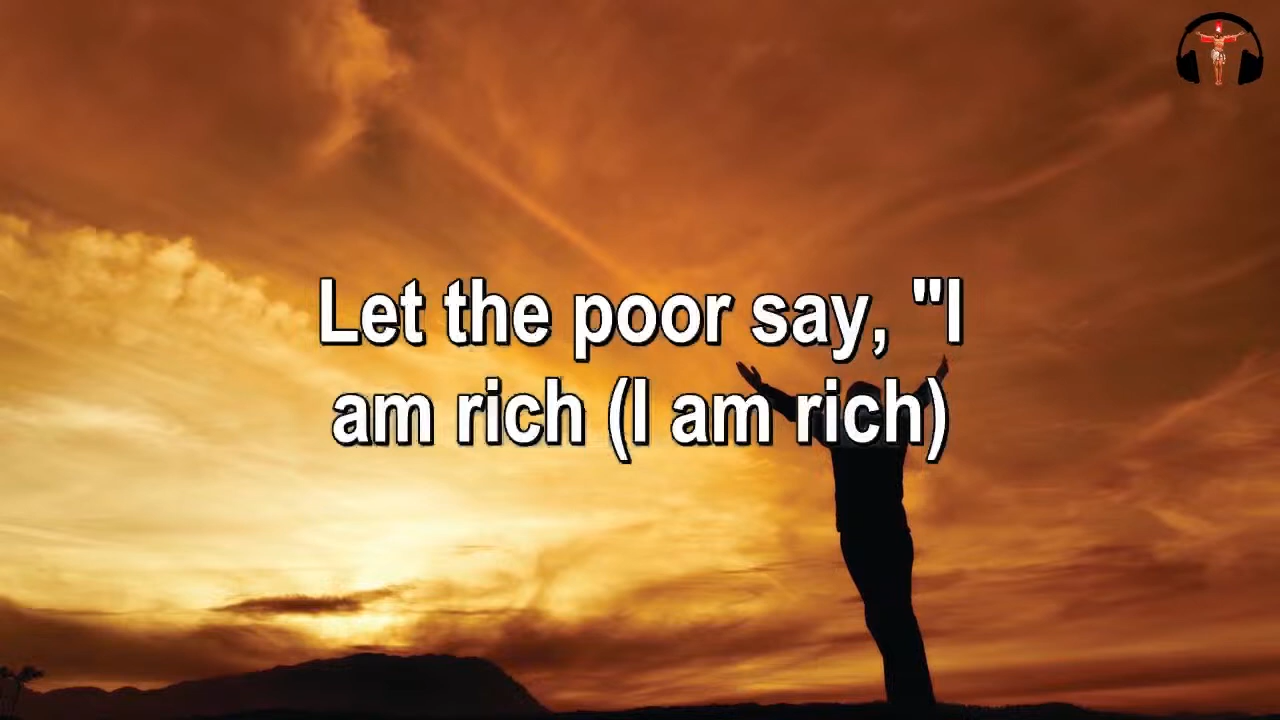 Let the poor say, "I
am rich (I am rich)